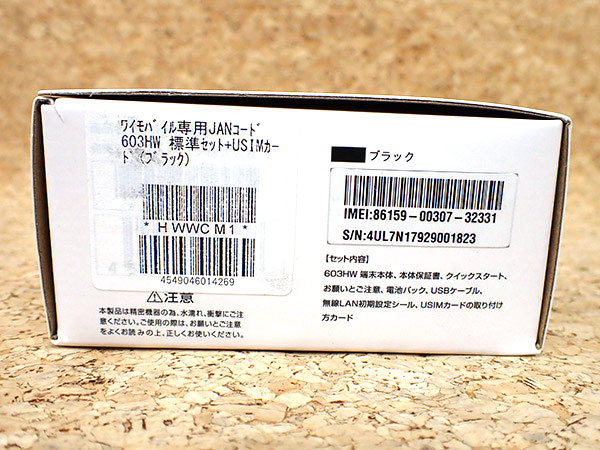 ワイモバイル専用JANコード
603HW 標準セット+USIMカー
ド(ブラック)
* H WWC M 1 *
4549046014269
⚠注意
本製品は精密機器の為、水濡れ、衝撃にご注
意ください。ご使用の際は、お願いとご注意
をよくお読みの上、正しくお使いください。
ブラック
IMEI:86159-00307-32331
S/N:4UL7N17929001823
【セット内容】
603HW 端末本体、本体保証書、クイックスタート、
お願いとご注意、電池パック、USBケーブル、
無線LAN初期設定シール、USIMカードの取り付け
方カード